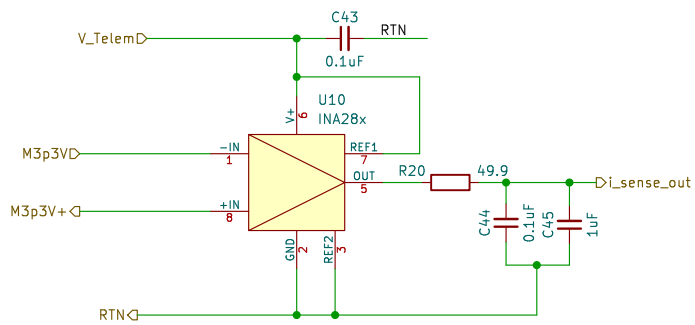 C43
V_Telem
RTN
0.1uF
U10
INA28x
V+
6
M3p3V
-IN
1
REF1
7
R20
49.9
OUT
5
i_sense_out
M3p3V+
+IN
8
C44
0.1uF
C45
1uF
GND
2
REF2
3
RTN